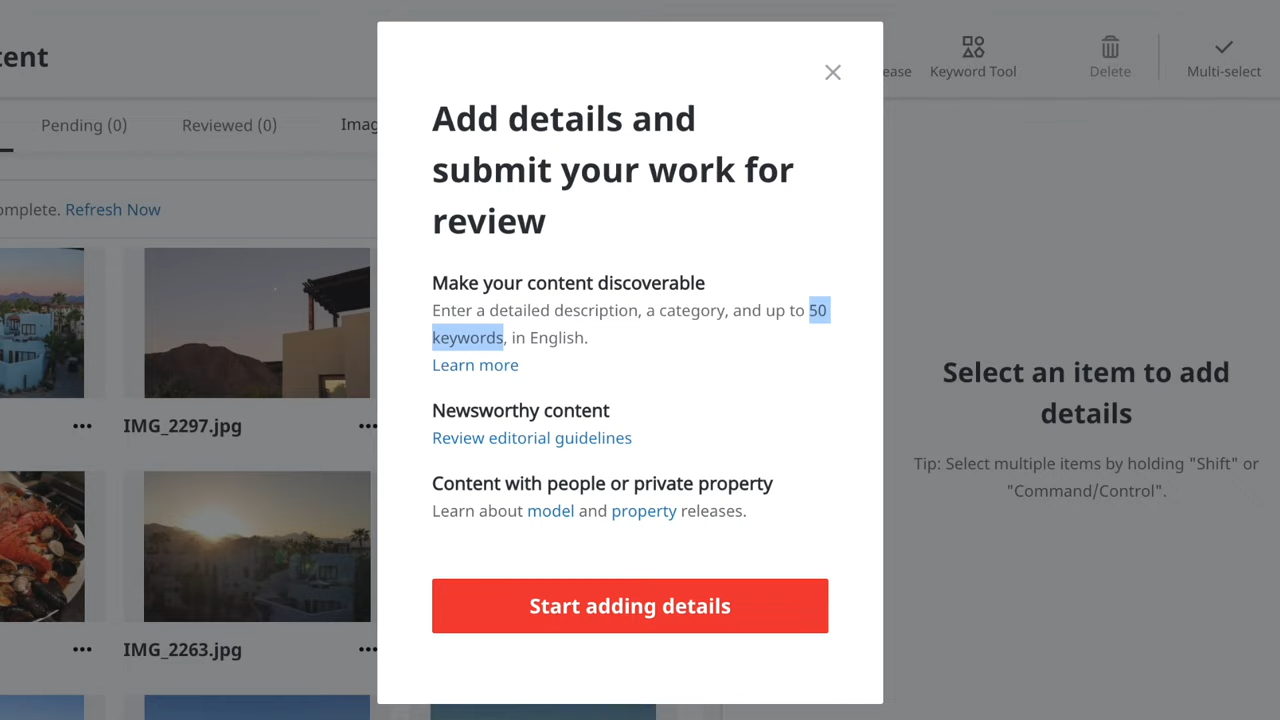 tent
ease
Keyword Tool
Delete
Multi-select
Pending (0)
Reviewed (0)
Imag
omplete. Refresh Now
IMG_2297.jpg
IMG_2263.jpg
Add details and
submit your work for
review
Make your content discoverable
Enter a detailed description, a category, and up to 50
keywords, in English.
Learn more
Newsworthy content
Review editorial guidelines
Content with people or private property
Learn about model and property releases.
Start adding details
Select an item to add
details
Tip: Select multiple items by holding "Shift" or
"Command/Control".